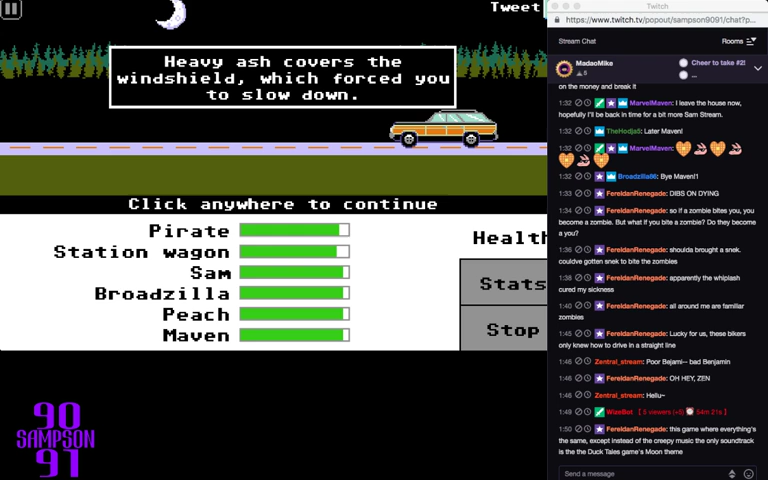 Tweet
Heavy ash covers the
windshield, which forced you
to slow down.
Click anywhere to continue
Pirate
Station wagon
Sam
Broadzilla
Peach
Maven
Health
Stats
Stop
90
SAMPSON
91
Twitch
https://www.twitch.tv/popout/sampson9091/chat?p...
Stream Chat
Rooms
MadaoMike
5
Cheer to take #2!
...
on the money and break it
1:32 MarvelMaven: I leave the house now,
hopefully I'll be back in time for a bit more Sam Stream.
1:32 TheHodja5: Later Maven!
1:32 MarvelMaven:
1:32 Broadzilla86: Bye Maven!1
1:33 FereldanRenegade: DIBS ON DYING
1:34 FereldanRenegade: so if a zombie bites you, you
become a zombie. But what if you bite a zombie? Do they become
a you?
1:36 FereldanRenegade: shoulda brought a snek.
couldve gotten snek to bite the zombies
1:38 FereldanRenegade: apparently the whiplash
cured my sickness
1:40 FereldanRenegade: all around me are familiar
zombies
1:45 FereldanRenegade: Lucky for us, these bikers
only knew how to drive in a straight line
1:46 Zentral_stream: Poor Bejami-- bad Benjamin
1:46 FereldanRenegade: OH HEY, ZEN
1:46 Zentral_stream: Hellu~
1:49 WizeBot: [ 5 viewers (+5) 54m 21s ]
1:50 FereldanRenegade: this game where everything's
the same, except instead of the creepy music the only soundtrack
is the the Duck Tales game's Moon theme
Send a message